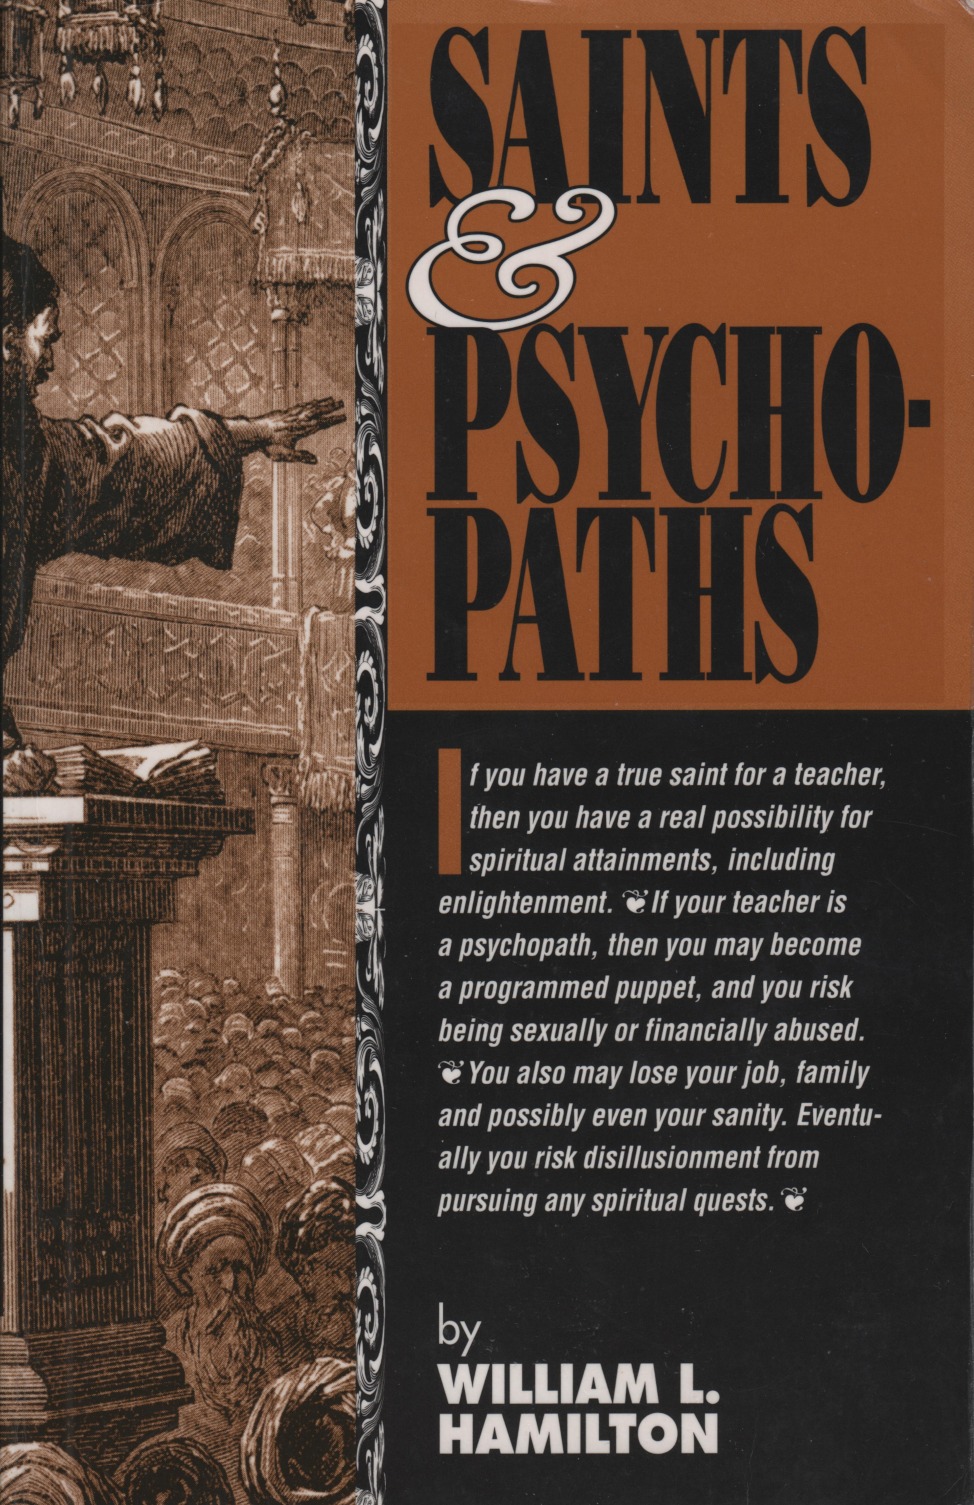 SAINTS
&
PSYCHO-
PATHS
If you have a true saint for a teacher,
then you have a real possibility for
spiritual attainments, including
enlightenment. ❦ If your teacher is
a psychopath, then you may become
a programmed puppet, and you risk
being sexually or financially abused.
❦ You also may lose your job, family
and possibly even your sanity. Eventu-
ally you risk disillusionment from
pursuing any spiritual quests. ❦
by
WILLIAM L.
HAMILTON